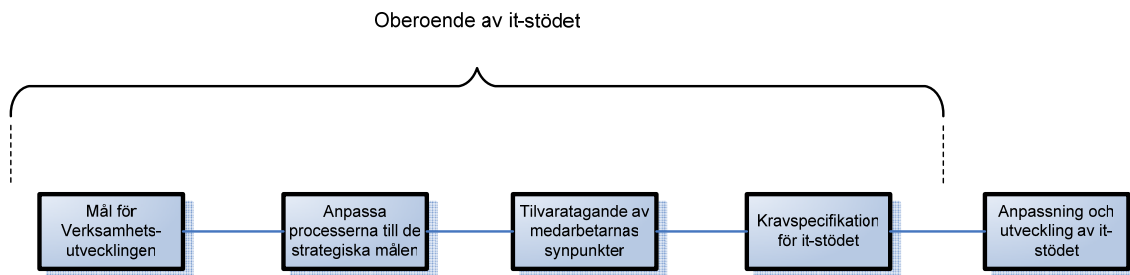 Oberoende av it-stödet
Mål för
Verksamhets-
utvecklingen
Anpassa
processerna till de
strategiska målen
Tilvaratagande av
medarbetarnas
synpunkter
Kravspecifikation
för it-stödet
Anpassning och
utveckling av it-
stödet